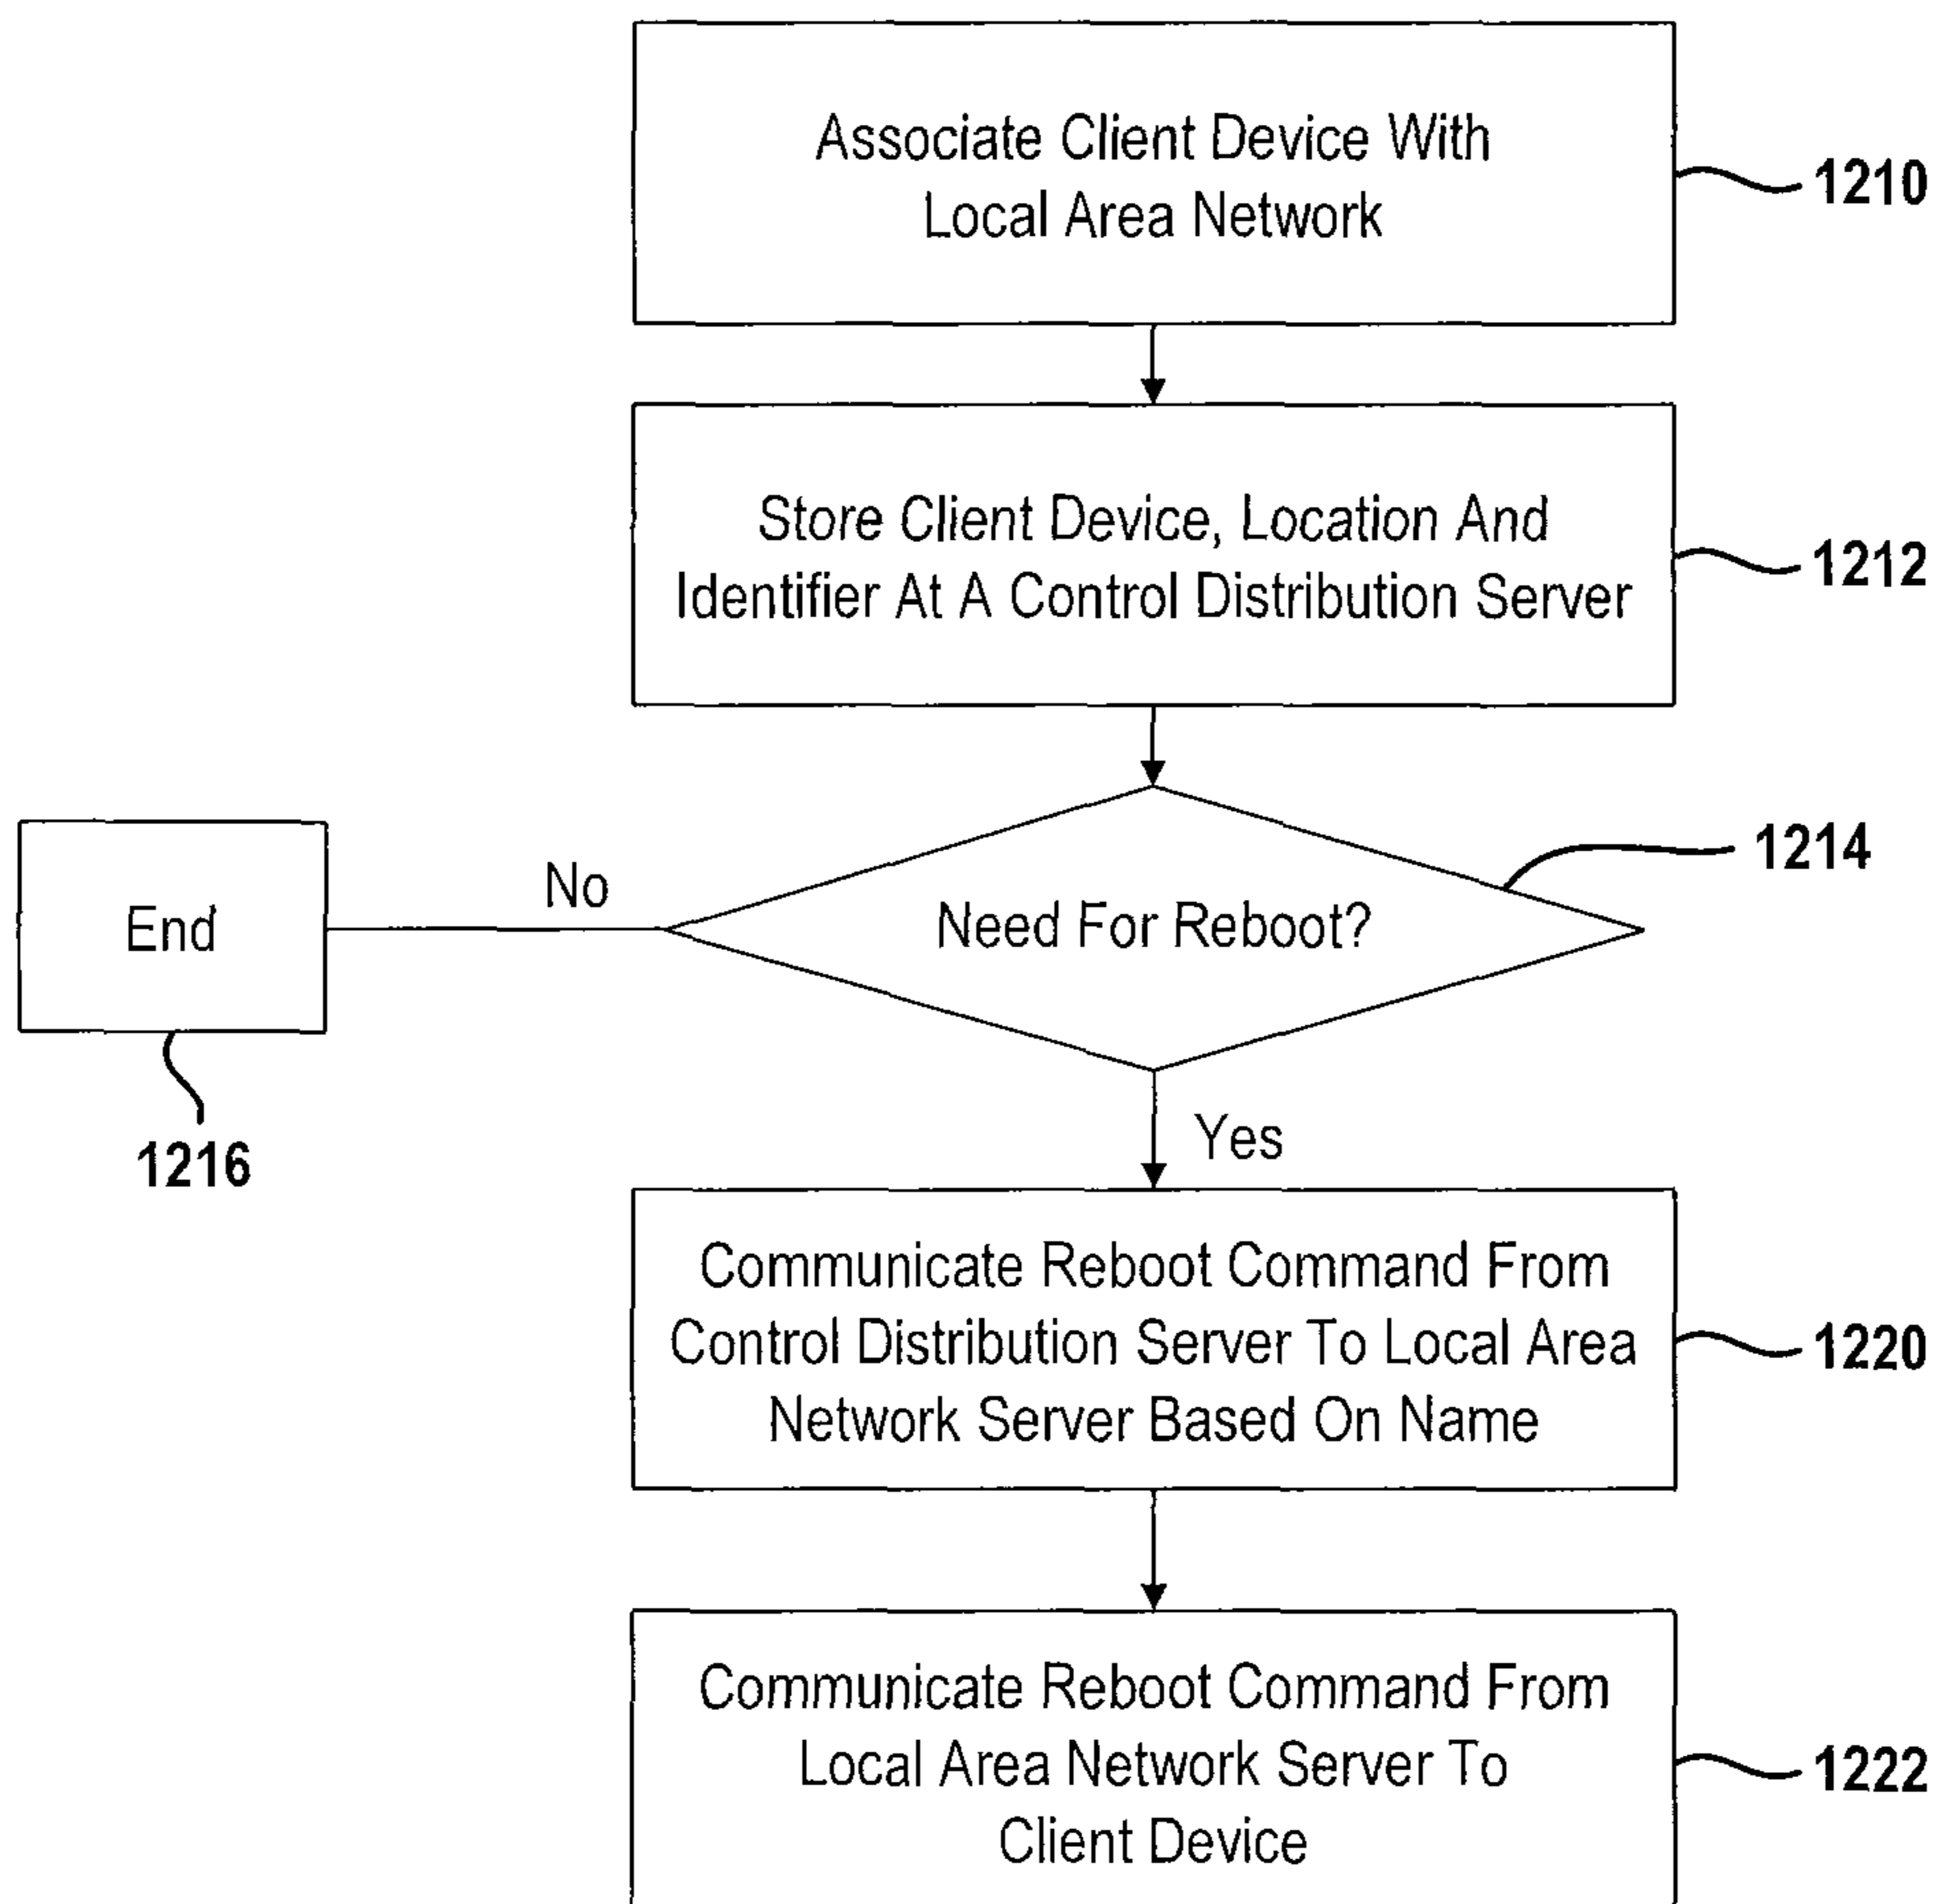 Associate Client Device With
Local Area Network
1210
Store Client Device, Location And
Identifier At A Control Distribution Server
1212
1214
Need For Reboot?
No
End
1216
Yes
Communicate Reboot Command From
Control Distribution Server To Local Area
Network Server Based On Name
1220
Communicate Reboot Command From
Local Area Network Server To
Client Device
1222